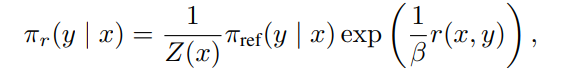 π_r(y | x) = \frac{1}{Z(x)} π_ref(y | x) exp ( \frac{1}{β} r(x, y) ) ,